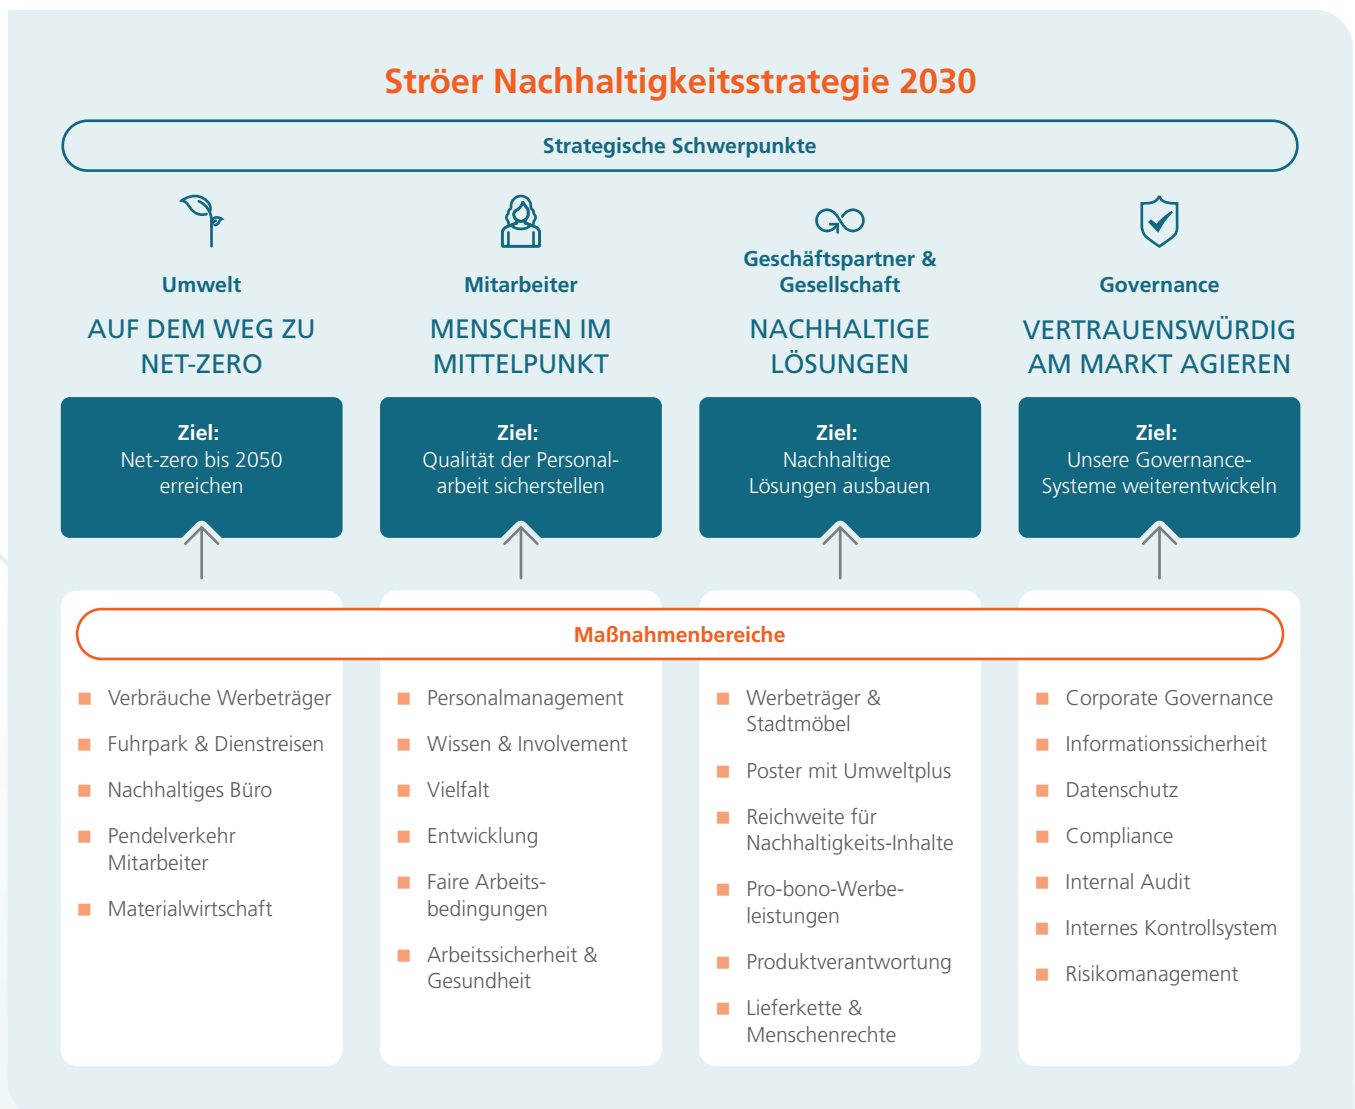 Ströer Nachhaltigkeitsstrategie 2030
Strategische Schwerpunkte
Umwelt
AUF DEM WEG ZU
NET-ZERO
Ziel:
Net-zero bis 2050
erreichen
Mitarbeiter
MENSCHEN IM
MITTELPUNKT
Ziel:
Qualität der Personal-
arbeit sicherstellen
Geschäftspartner &
Gesellschaft
NACHHALTIGE
LÖSUNGEN
Ziel:
Nachhaltige
Lösungen ausbauen
Governance
VERTRAUENSWÜRDIG
AM MARKT AGIEREN
Ziel:
Unsere Governance-
Systeme weiterentwickeln
Maßnahmenbereiche
Verbräuche Werbeträger
Fuhrpark & Dienstreisen
Nachhaltiges Büro
Pendelverkehr
Mitarbeiter
Materialwirtschaft
Personalmanagement
Wissen & Involvement
Vielfalt
Entwicklung
Faire Arbeits-
bedingungen
Arbeitssicherheit &
Gesundheit
Werbeträger &
Stadtmöbel
Poster mit Umweltplus
Reichweite für
Nachhaltigkeits-Inhalte
Pro-bono-Werbe-
leistungen
Produktverantwortung
Lieferkette &
Menschenrechte
Corporate Governance
Informationssicherheit
Datenschutz
Compliance
Internal Audit
Internes Kontrollsystem
Risikomanagement